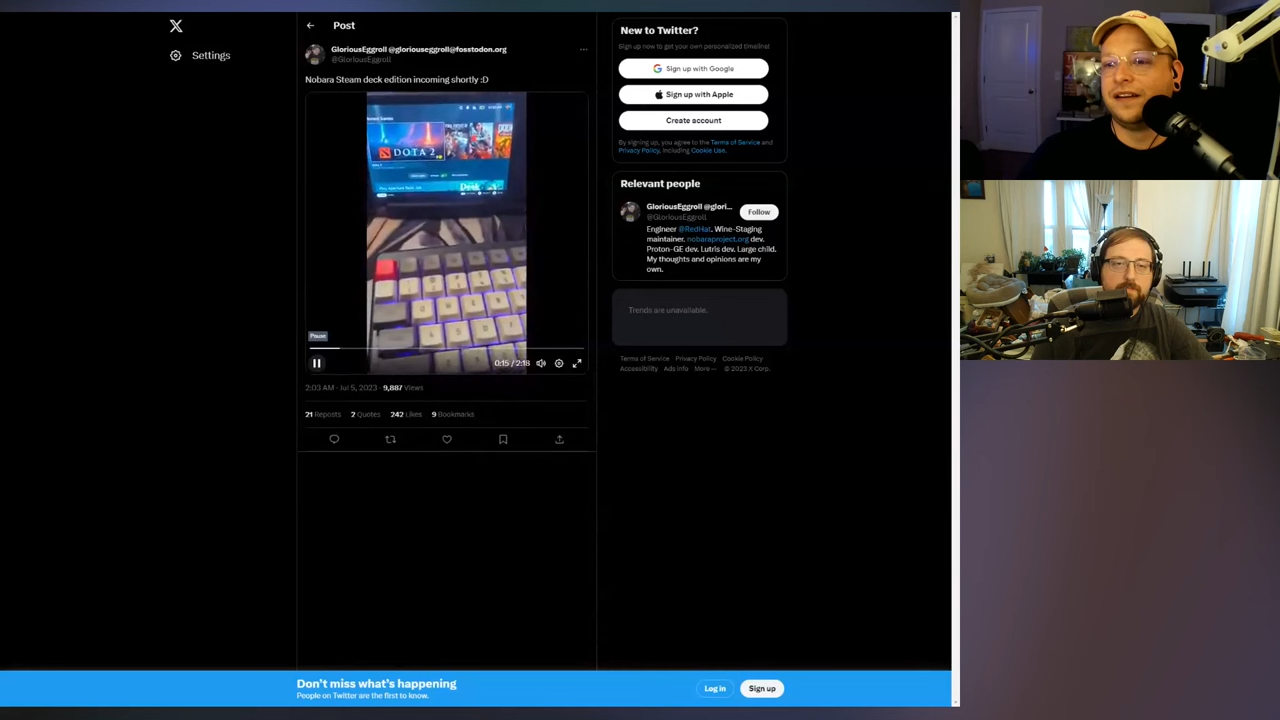 Settings
Post
GloriousEggroll @gloriouseggroll@fosstodon.org
@GloriousEggroll
Nobara Steam deck edition incoming shortly :D
DOTA 2
Pause
0:15 / 2:18
2:03 AM · Jul 5, 2023 · 9,887 Views
21 Reposts 2 Quotes 242 Likes 9 Bookmarks
New to Twitter?
Sign up now to get your own personalized timeline!
Sign up with Google
Sign up with Apple
Create account
By signing up, you agree to the Terms of Service and
Privacy Policy, including Cookie Use.
Relevant people
GloriousEggroll @glori...
@GloriousEggroll
Follow
Engineer @RedHat. Wine-Staging
maintainer. nobaraproject.org dev.
Proton-GE dev. Lutris dev. Large child.
My thoughts and opinions are my
own.
Trends are unavailable.
Terms of Service Privacy Policy Cookie Policy
Accessibility Ads info More ··· © 2023 X Corp.
Don't miss what's happening
People on Twitter are the first to know.
Log in
Sign up